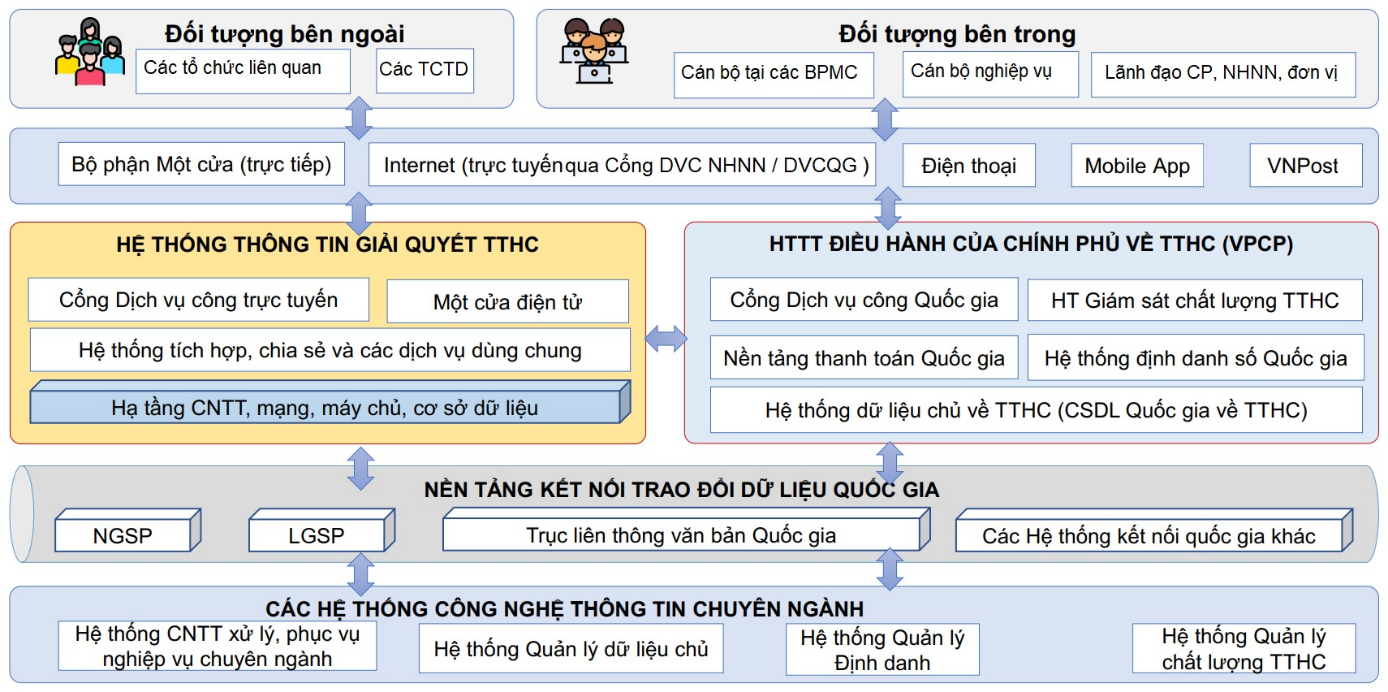 Đối tượng bên ngoài
Các tổ chức liên quan
Các TCTD
Đối tượng bên trong
Cán bộ tại các BPMC
Cán bộ nghiệp vụ
Lãnh đạo CP, NHNN, đơn vị
Bộ phận Một cửa (trực tiếp)
Internet (trực tuyến qua Cổng DVC NHNN / DVCQG )
Điện thoại
Mobile App
VNPost
HỆ THỐNG THÔNG TIN GIẢI QUYẾT TTHC
Cổng Dịch vụ công trực tuyến
Một cửa điện tử
Hệ thống tích hợp, chia sẻ và các dịch vụ dùng chung
Hạ tầng CNTT, mạng, máy chủ, cơ sở dữ liệu
HTTT ĐIỀU HÀNH CỦA CHÍNH PHỦ VỀ TTHC (VPCP)
Cổng Dịch vụ công Quốc gia
HT Giám sát chất lượng TTHC
Nền tảng thanh toán Quốc gia
Hệ thống định danh số Quốc gia
Hệ thống dữ liệu chủ về TTHC (CSDL Quốc gia về TTHC)
NỀN TẢNG KẾT NỐI TRAO ĐỔI DỮ LIỆU QUỐC GIA
NGSP
LGSP
Trục liên thông văn bản Quốc gia
Các Hệ thống kết nối quốc gia khác
CÁC HỆ THỐNG CÔNG NGHỆ THÔNG TIN CHUYÊN NGÀNH
Hệ thống CNTT xử lý, phục vụ
nghiệp vụ chuyên ngành
Hệ thống Quản lý dữ liệu chủ
Hệ thống Quản lý
Định danh
Hệ thống Quản lý
chất lượng TTHC